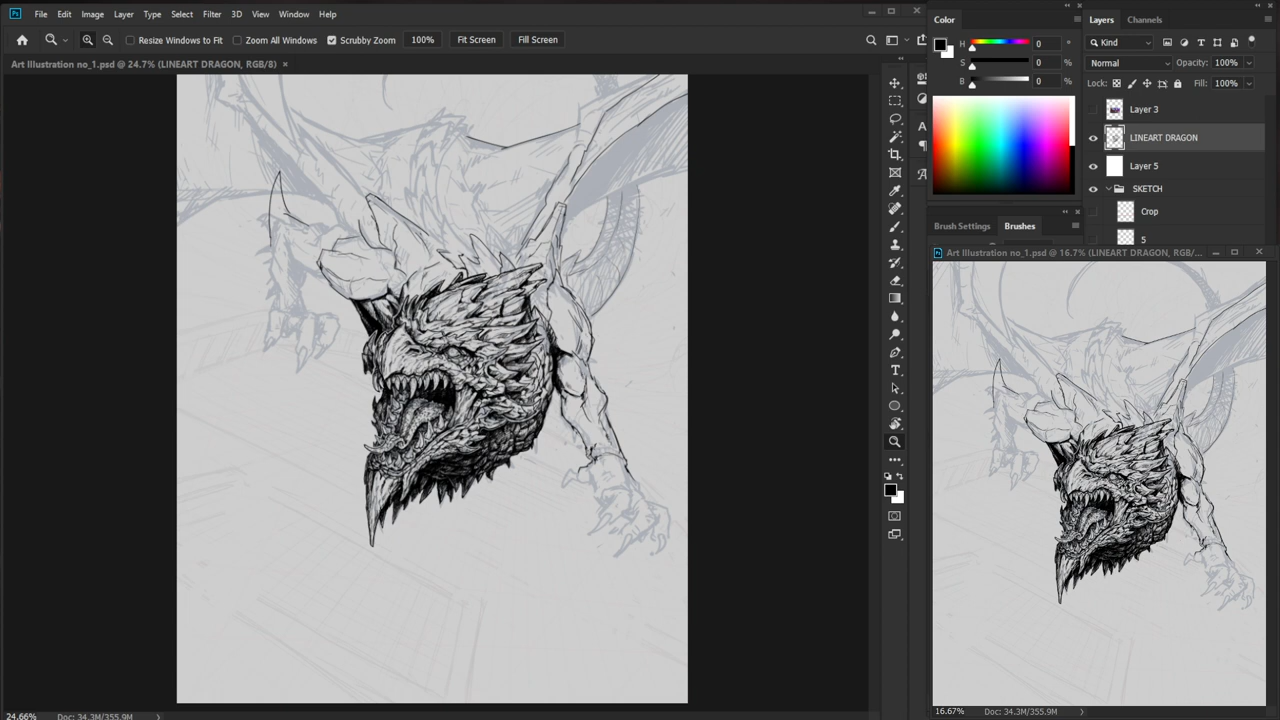 Ps File Edit Image Layer Type Select Filter 3D View Window Help
Resize Windows to Fit Zoom All Windows Scrubby Zoom 100% Fit Screen Fill Screen
Art Illustration no_1.psd @ 24.7% (LINEART DRAGON, RGB/8) ×
24.66% Doc: 34.3M/355.9M
Color
H 0 °
S 0 %
B 0 %
Brush Settings Brushes
Layers Channels
Kind
Normal Opacity: 100%
Lock: Fill: 100%
Layer 3
LINEART DRAGON
Layer 5
SKETCH
Crop
5
Art Illustration no_1.psd @ 16.7% (LINEART DRAGON, RGB/...
16.67% Doc: 34.3M/355.9M